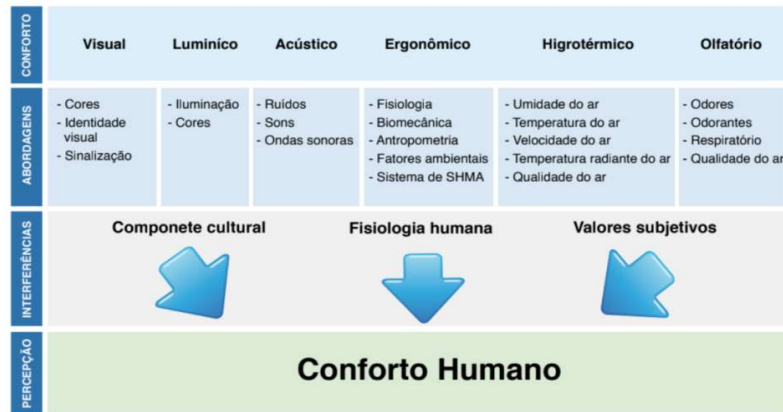 CONFORTO
Visual
Luminíco
Acústico
Ergonômico
Higrotérmico
Olfatório
ABORDAGENS
- Cores
- Identidade
visual
- Sinalização
- Iluminação
- Cores
- Ruídos
- Sons
- Ondas sonoras
- Fisiologia
- Biomecânica
- Antropometria
- Fatores ambientais
- Sistema de SHMA
- Umidade do ar
- Temperatura do ar
- Velocidade do ar
- Temperatura radiante do ar
- Qualidade do ar
- Odores
- Odorantes
- Respiratório
- Qualidade do ar
INTERFERÊNCIAS
Componete cultural
Fisiologia humana
Valores subjetivos
PERCEPÇÃO
Conforto Humano